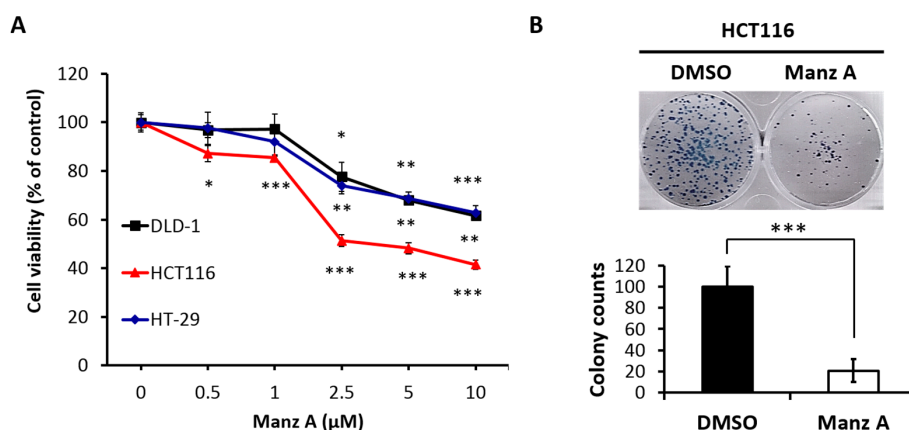 A
120
100
80
60
40
20
0
Cell viability (% of control)
*
**
***
*
***
**
**
**
***
***
***
DLD-1
HCT116
HT-29
0 0.5 1 2.5 5 10
Manz A (μM)
B
HCT116
DMSO Manz A
***
120
100
80
60
40
20
0
Colony counts
DMSO Manz A